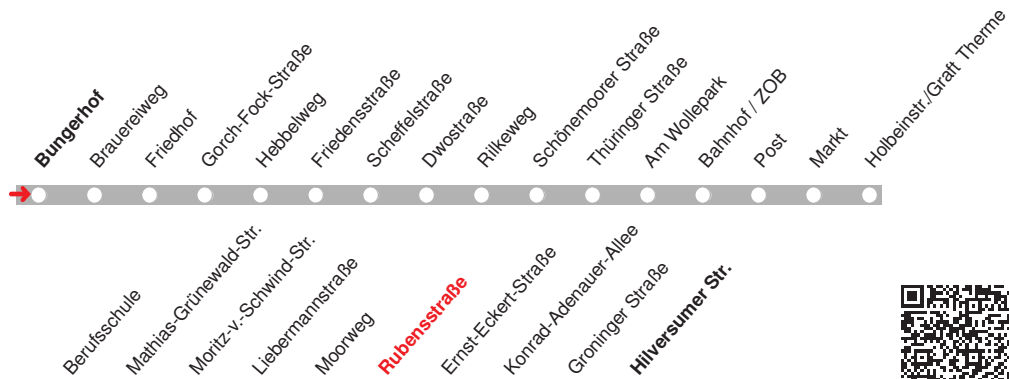 Bungerhof
Brauereiweg
Friedhof
Gorch-Fock-Straße
Hebbelweg
Friedensstraße
Scheffelstraße
Dwostraße
Rilkeweg
Schönemoorer Straße
Thüringer Straße
Am Wollepark
Bahnhof / ZOB
Post
Markt
Holbeinstr./Graft Therme
Berufsschule
Mathias-Grünewald-Str.
Moritz-v.-Schwind-Str.
Liebermannstraße
Moorweg
Rubensstraße
Ernst-Eckert-Straße
Konrad-Adenauer-Allee
Groninger Straße
Hilversumer Str.